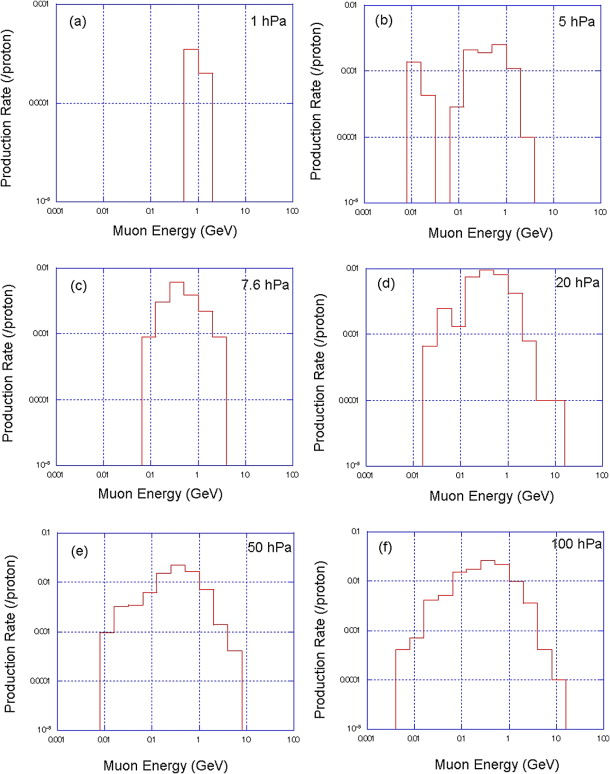 (a)
1 hPa
0.001
0.0001
10⁻⁵
0.001 0.01 0.1 1 10 100
Production Rate (/proton)
Muon Energy (GeV)
(b)
5 hPa
0.01
0.001
0.0001
10⁻⁵
0.001 0.01 0.1 1 10 100
Production Rate (/proton)
Muon Energy (GeV)
(c)
7.6 hPa
0.01
0.001
0.0001
10⁻⁵
0.001 0.01 0.1 1 10 100
Production Rate (/proton)
Muon Energy (GeV)
(d)
20 hPa
0.01
0.001
0.0001
10⁻⁵
0.001 0.01 0.1 1 10 100
Production Rate (/proton)
Muon Energy (GeV)
(e)
50 hPa
0.1
0.01
0.001
0.0001
10⁻⁵
0.001 0.01 0.1 1 10 100
Production Rate (/proton)
Muon Energy (GeV)
(f)
100 hPa
0.1
0.01
0.001
0.0001
10⁻⁵
0.001 0.01 0.1 1 10 100
Production Rate (/proton)
Muon Energy (GeV)